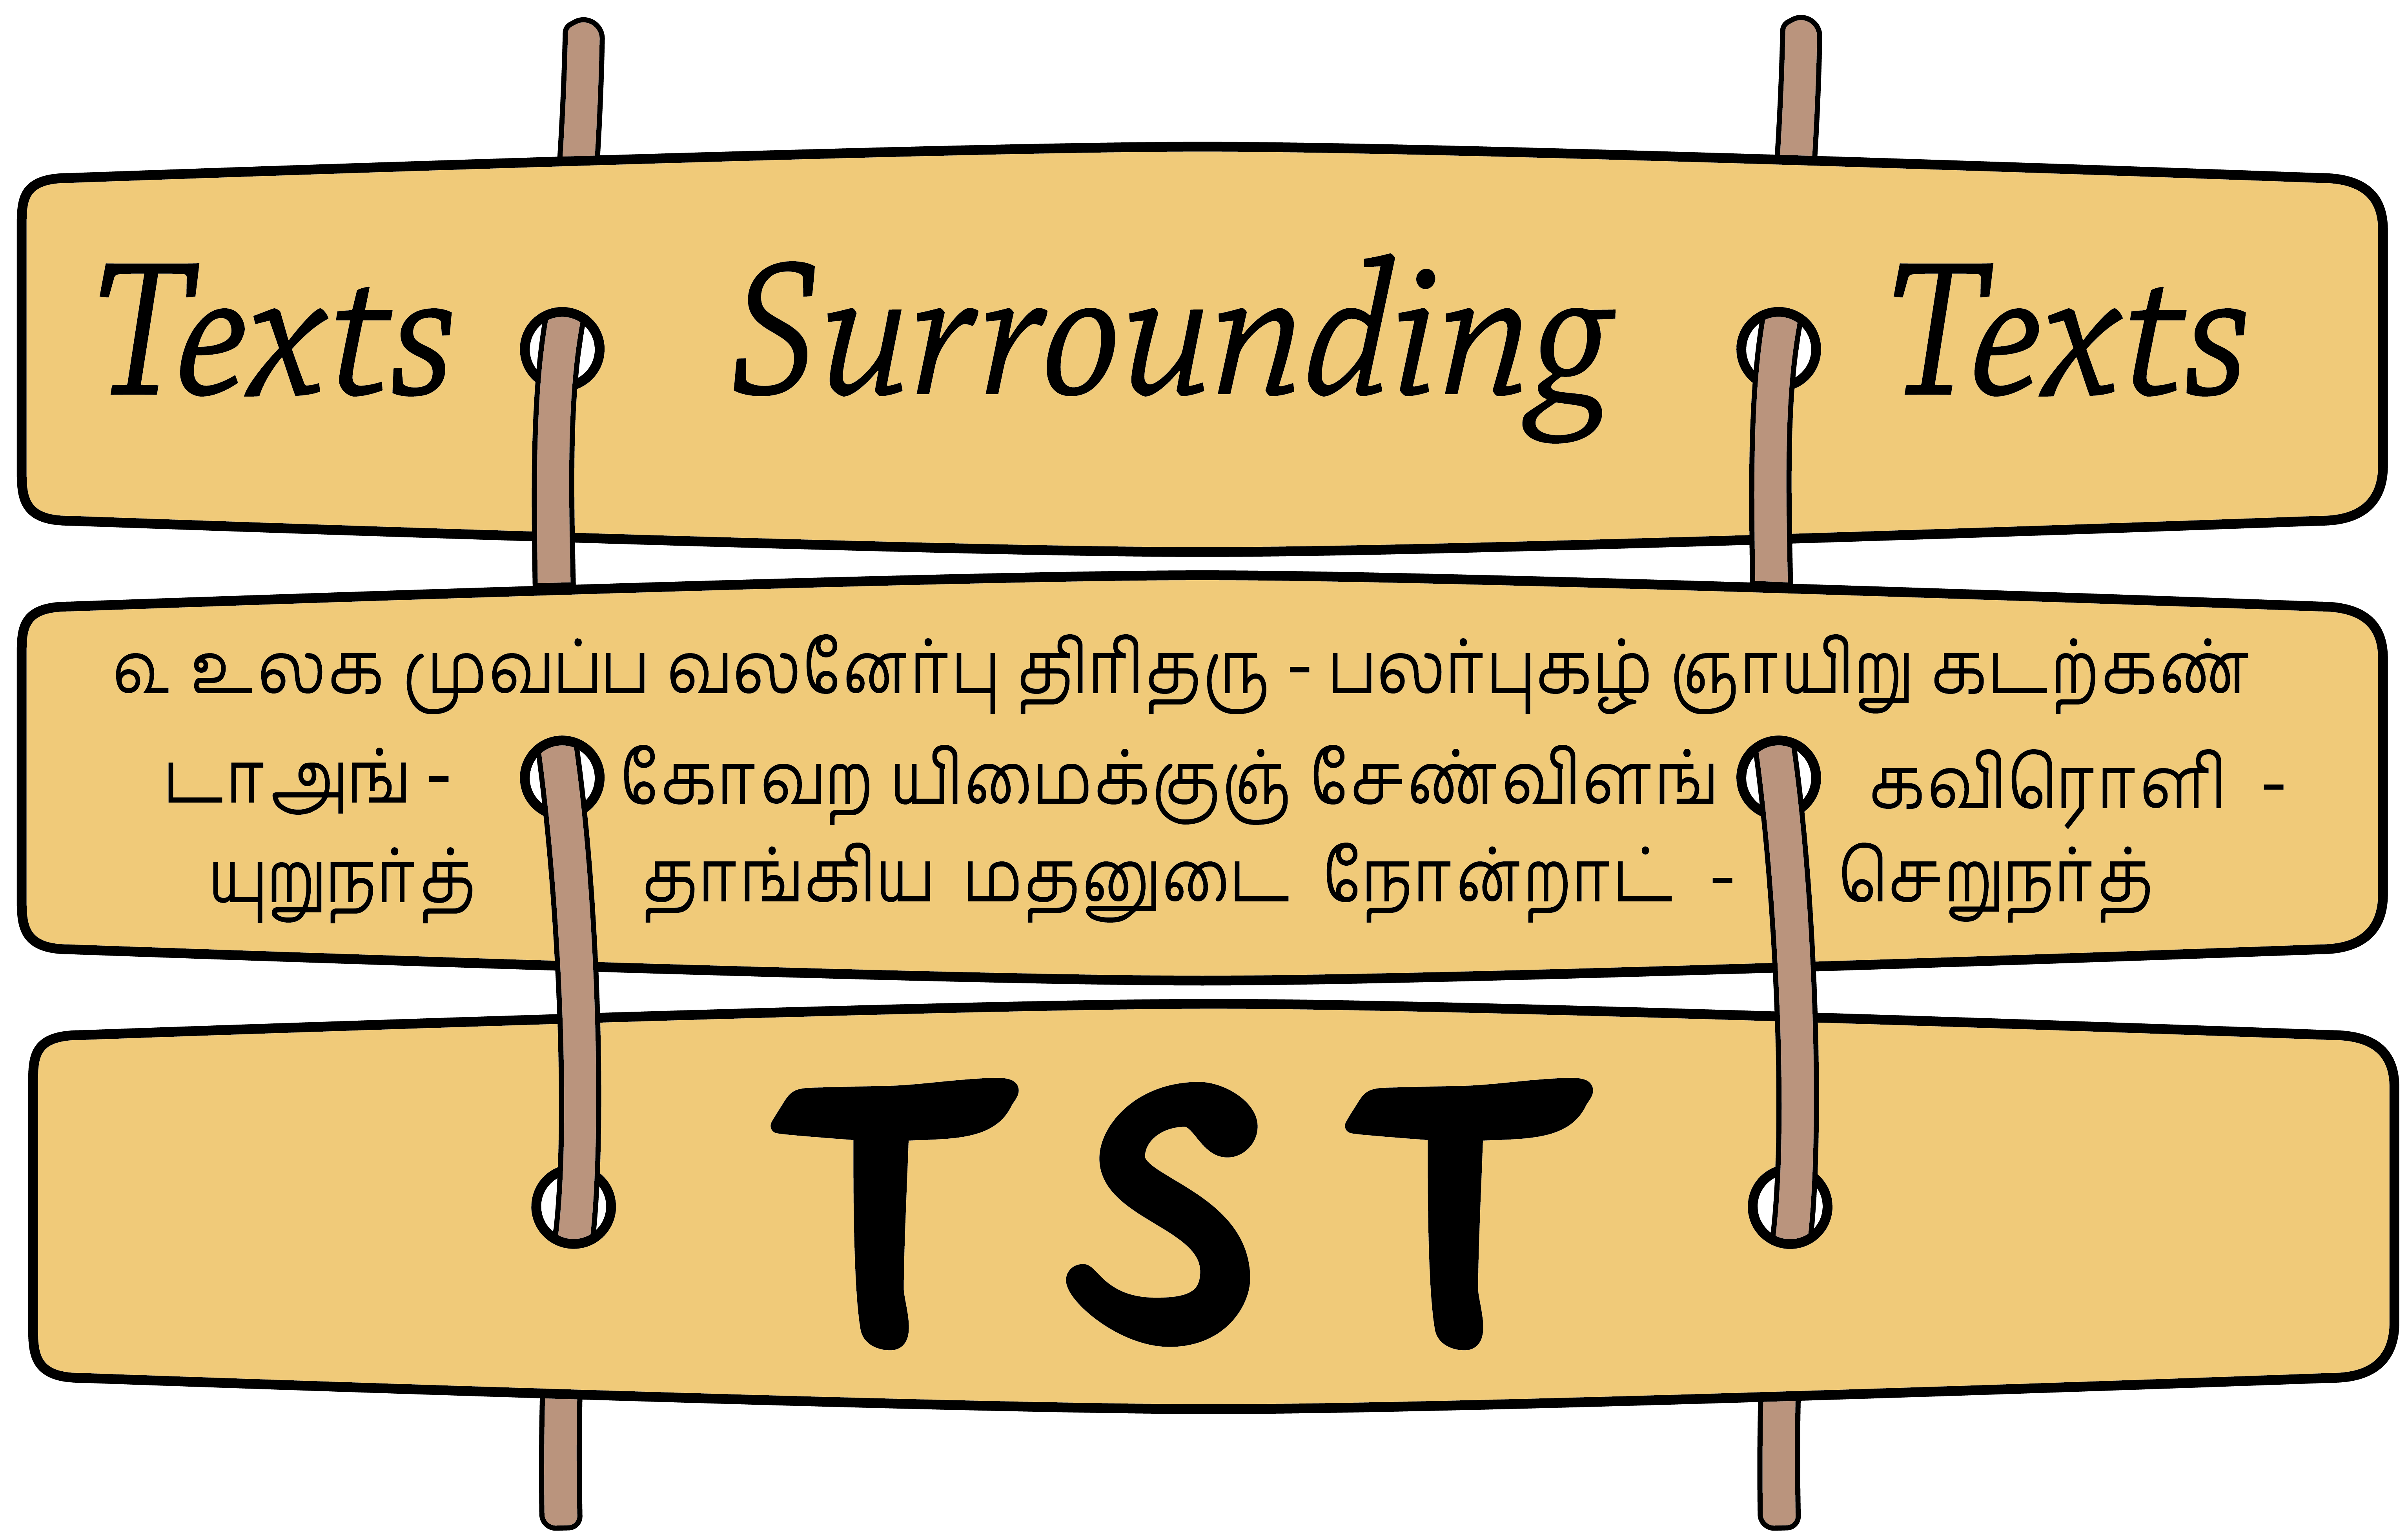 Texts Surrounding Texts
உ உலக முவப்ப வலனேர்பு திரிதரு - பலர்புகழ் ஞாயிறு கடற்கண்
டாஅங் - கோவற யிமைக்குஞ் சேண்விளங் கவிரொளி -
யுறுநர்த் தாங்கிய மதனுடை நோன்றாட் - செறுநர்த்
TST